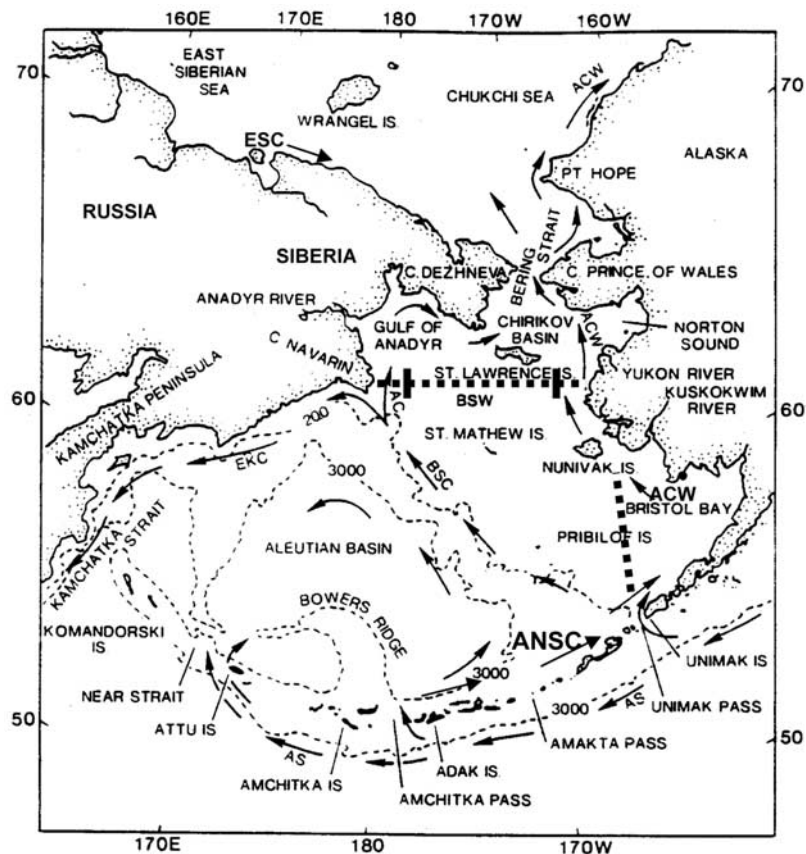 160E 170E 180 170W 160W
70
EAST
SIBERIAN
SEA
WRANGEL IS.
CHUKCHI SEA
ACW
70
ESC
ALASKA
PT HOPE
RUSSIA
SIBERIA
BERING
STRAIT
C. DEZHNEVA
C. PRINCE OF WALES
ANADYR RIVER
GULF OF
ANADYR
CHIRIKOV
BASIN
ACW
NORTON
SOUND
C NAVARIN
ST. LAWRENCE IS.
YUKON RIVER
KAMCHATKA PENINSULA
60
AC
BSW
KUSKOKWIM
RIVER
60
200
ST. MATHEW IS.
EKC
3000
BSC
NUNIVAK IS.
ACW
BRISTOL BAY
KAMCHATKA STRAIT
ALEUTIAN BASIN
PRIBILOF IS
BOWERS
RIDGE
KOMANDORSKI
IS
ANSC
UNIMAK IS
NEAR STRAIT
3000
3000
AS
UNIMAK PASS
50
ATTU IS
50
AS
AMAKTA PASS
AMCHITKA IS
ADAK IS.
AMCHITKA PASS
170E 180 170W